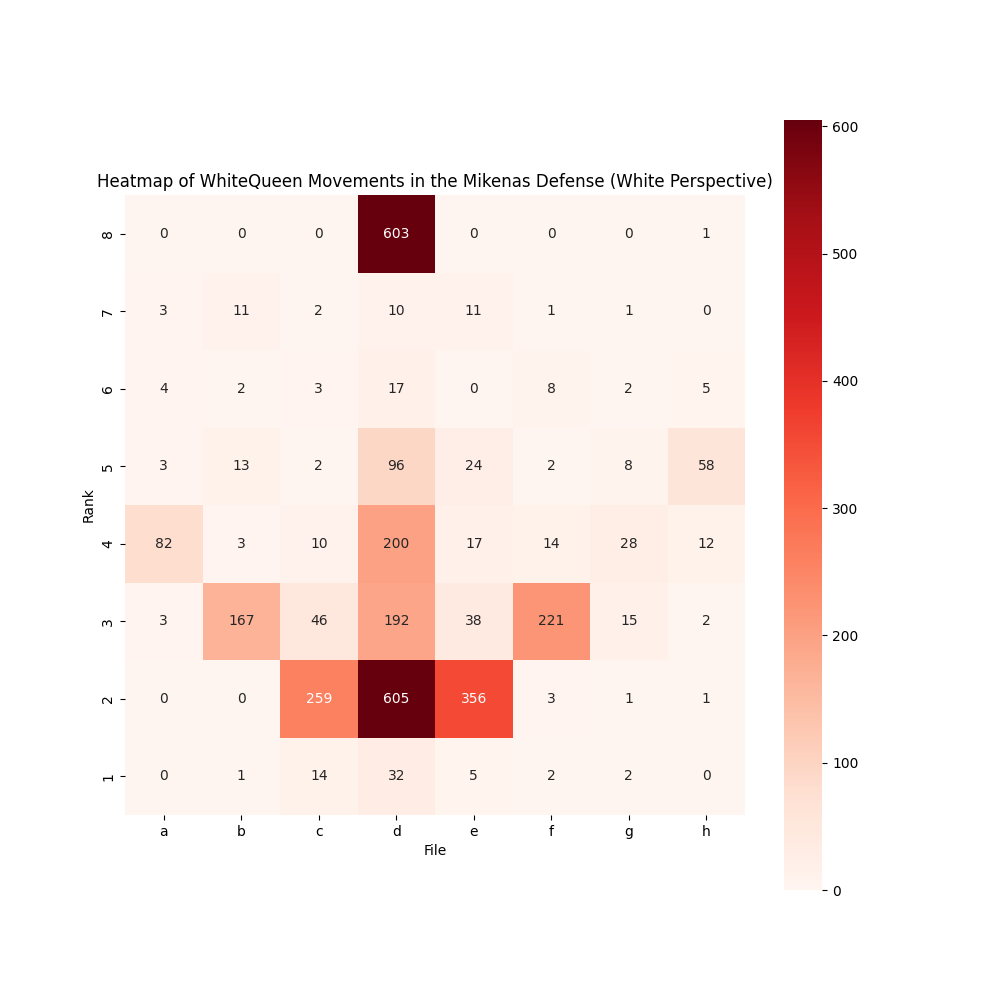 Heatmap of WhiteQueen Movements in the Mikenas Defense (White Perspective)
8 0 0 0 603 0 0 0 1
7 3 11 2 10 11 1 1 0
6 4 2 3 17 0 8 2 5
5 3 13 2 96 24 2 8 58
4 82 3 10 200 17 14 28 12
3 3 167 46 192 38 221 15 2
2 0 0 259 605 356 3 1 1
1 0 1 14 32 5 2 2 0
a b c d e f g h
File
Rank
600
500
400
300
200
100
0